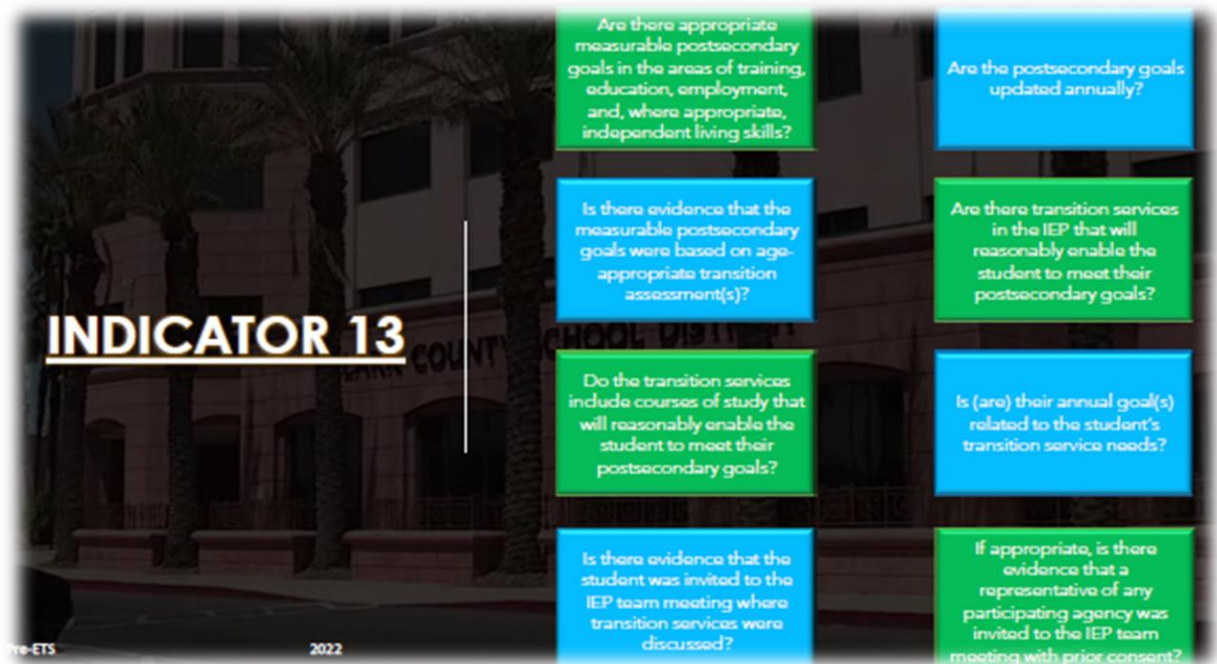 Are there appropriate
measurable postsecondary
goals in the areas of training,
education, employment,
and, where appropriate,
independent living skills?
Are the postsecondary goals
updated annually?
Is there evidence that the
measurable postsecondary
goals were based on age-
appropriate transition
assessment(s)?
Are there transition services
in the IEP that will
reasonably enable the
student to meet their
postsecondary goals?
INDICATOR 13
COUNTY SCHOOL DISTRICT
Do the transition services
include courses of study that
will reasonably enable the
student to meet their
postsecondary goals?
Is (are) their annual goal(s)
related to the student's
transition service needs?
Is there evidence that the
student was invited to the
IEP team meeting where
transition services were
discussed?
If appropriate, is there
evidence that a
representative of any
participating agency was
invited to the IEP team
meeting with prior consent?
Pre-ETS
2022